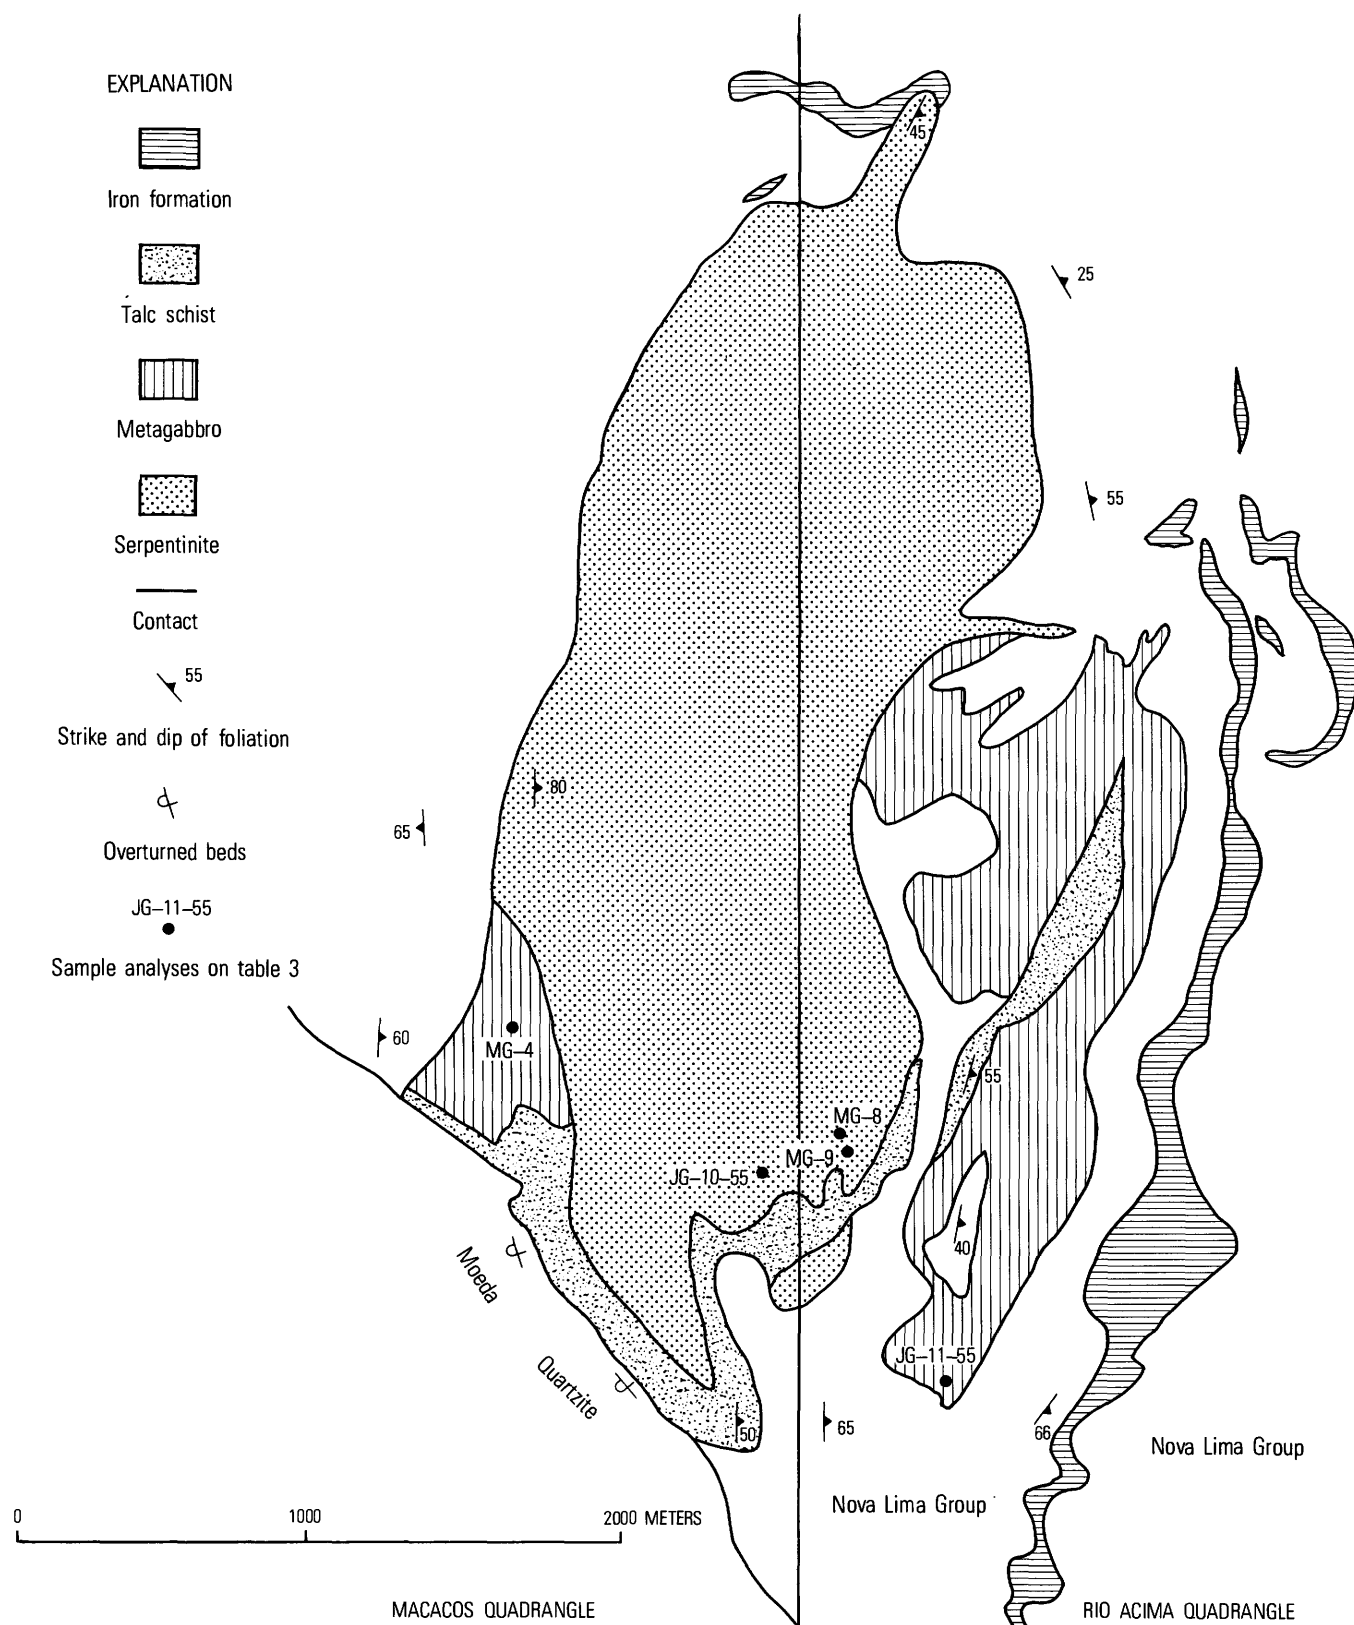 EXPLANATION
Iron formation
Talc schist
Metagabbro
Serpentinite
Contact
55
Strike and dip of foliation
Overturned beds
JG–11–55
Sample analyses on table 3
45
25
55
80
65
60
MG–4
55
MG–8
MG–9
JG–10–55
40
Moeda
Quartzite
JG–11–55
50
65
66
Nova Lima Group
Nova Lima Group
0 1000 2000 METERS
MACACOS QUADRANGLE
RIO ACIMA QUADRANGLE